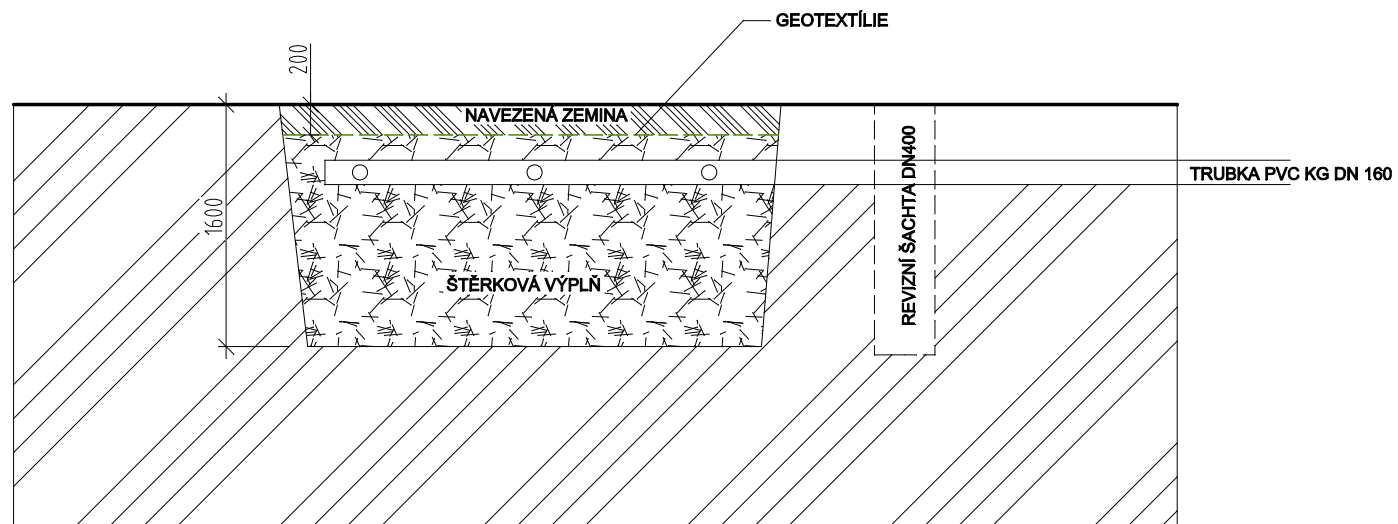 GEOTEXTÍLIE
200
NAVEZENÁ ZEMINA
TRUBKA PVC KG DN 160
REVIZNÍ ŠACHTA DN400
1600
ŠTĚRKOVÁ VÝPLŇ